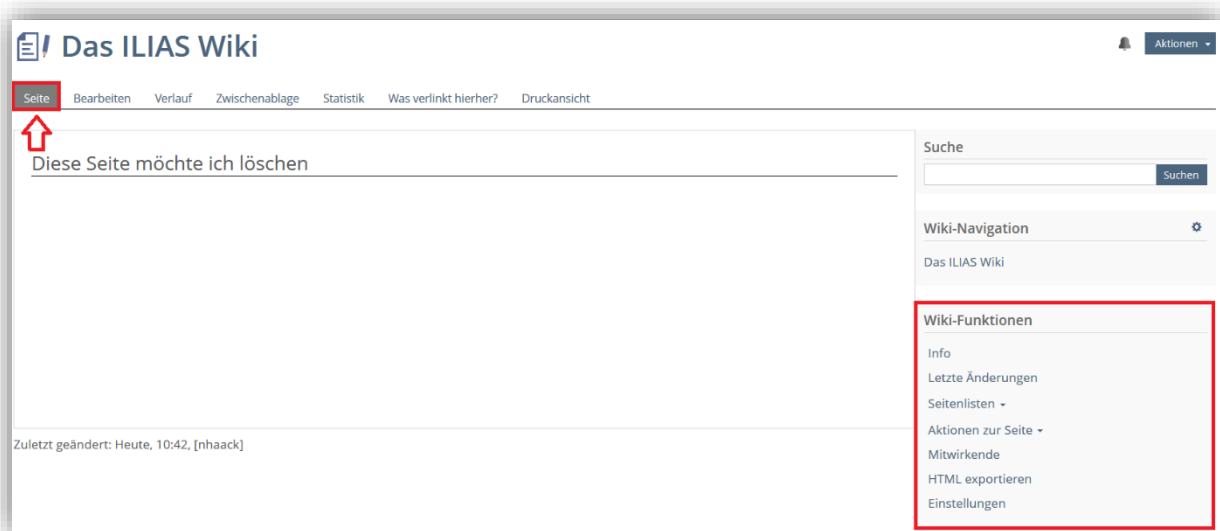 Das ILIAS Wiki
Aktionen
Seite Bearbeiten Verlauf Zwischenablage Statistik Was verlinkt hierher? Druckansicht
Diese Seite möchte ich löschen
Zuletzt geändert: Heute, 10:42, [nhaack]
Suche
Suchen
Wiki-Navigation
Das ILIAS Wiki
Wiki-Funktionen
Info
Letzte Änderungen
Seitenlisten
Aktionen zur Seite
Mitwirkende
HTML exportieren
Einstellungen